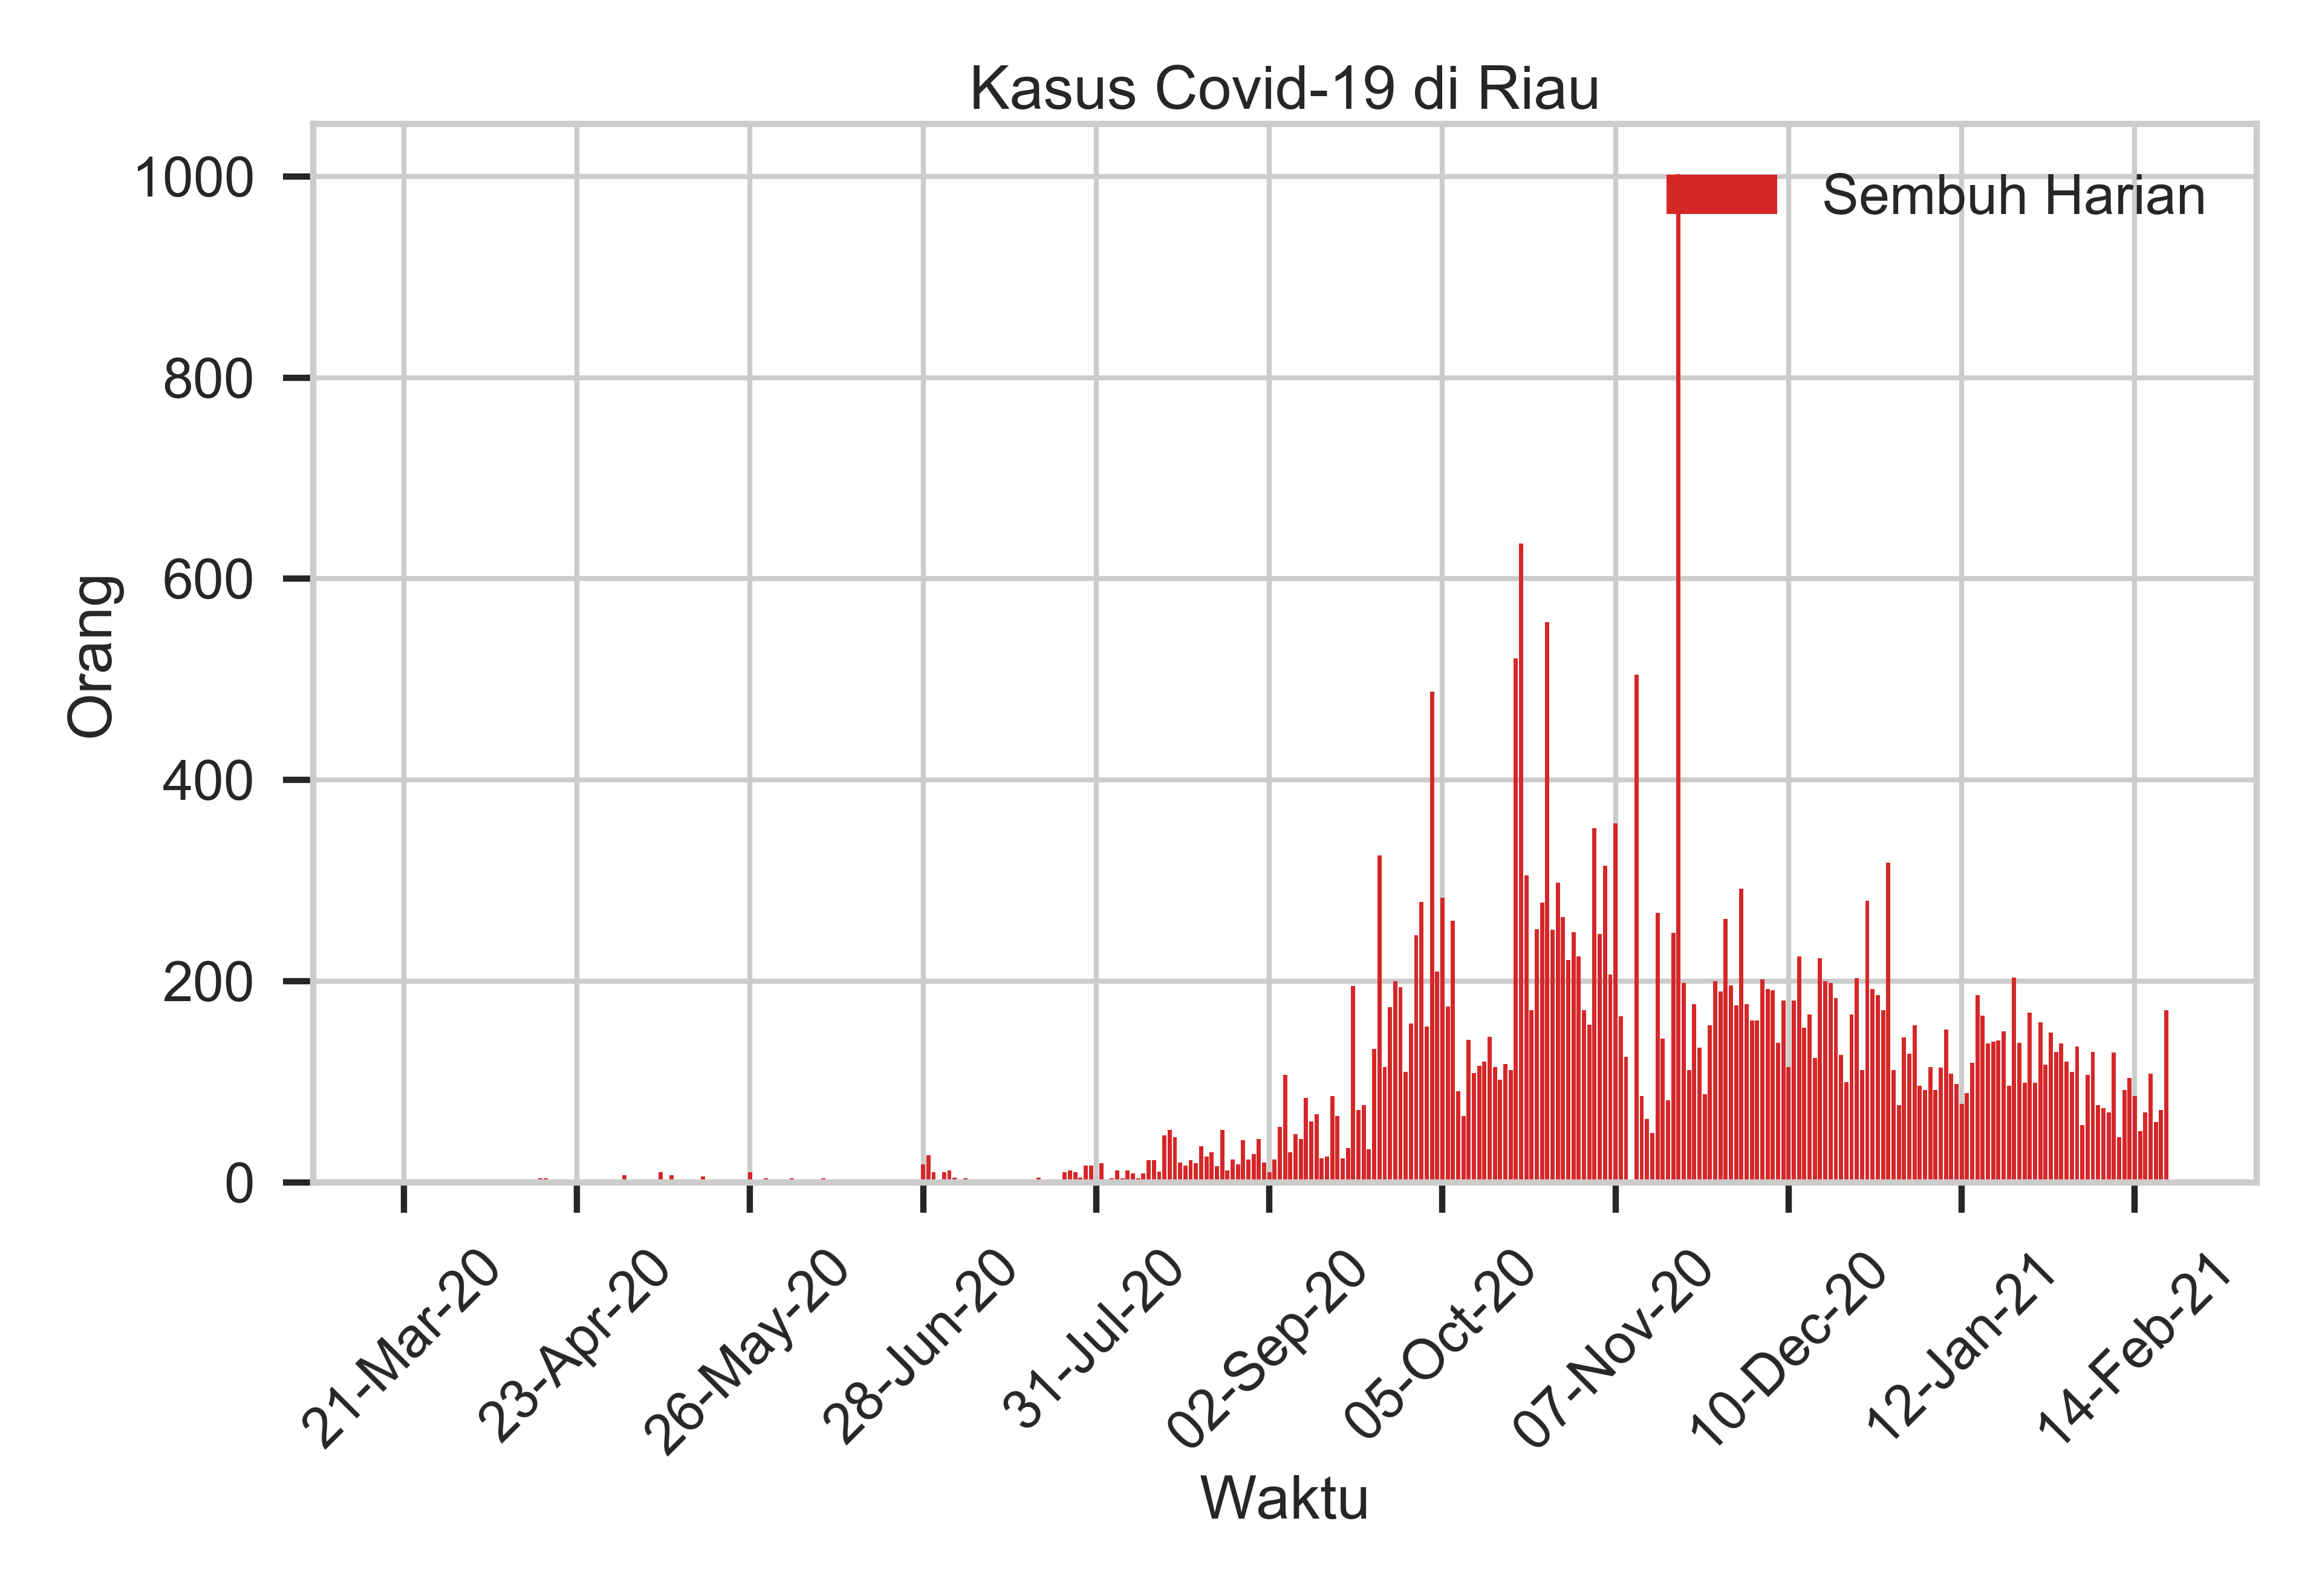 Kasus Covid-19 di Riau
Sembuh Harian
Orang
1000
800
600
400
200
0
21-Mar-20
23-Apr-20
26-May-20
28-Jun-20
31-Jul-20
02-Sep-20
05-Oct-20
07-Nov-20
10-Dec-20
12-Jan-21
14-Feb-21
Waktu